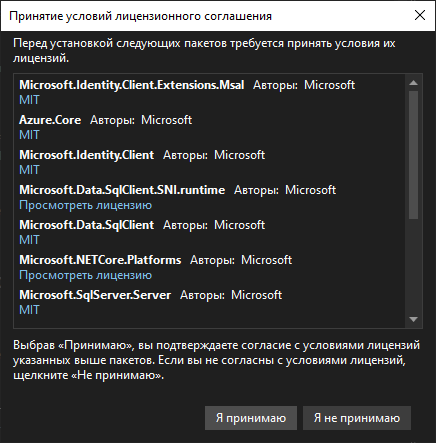 Принятие условий лицензионного соглашения
Перед установкой следующих пакетов требуется принять условия их
лицензий.
Microsoft.Identity.Client.Extensions.Msal Авторы: Microsoft
MIT
Azure.Core Авторы: Microsoft
MIT
Microsoft.Identity.Client Авторы: Microsoft
MIT
Microsoft.Data.SqlClient.SNI.runtime Авторы: Microsoft
Просмотреть лицензию
Microsoft.Data.SqlClient Авторы: Microsoft
MIT
Microsoft.NETCore.Platforms Авторы: Microsoft
Просмотреть лицензию
Microsoft.SqlServer.Server Авторы: Microsoft
MIT
Выбрав «Принимаю», вы подтверждаете согласие с условиями лицензий
указанных выше пакетов. Если вы не согласны с условиями лицензий,
щелкните «Не принимаю».
Я принимаю Я не принимаю